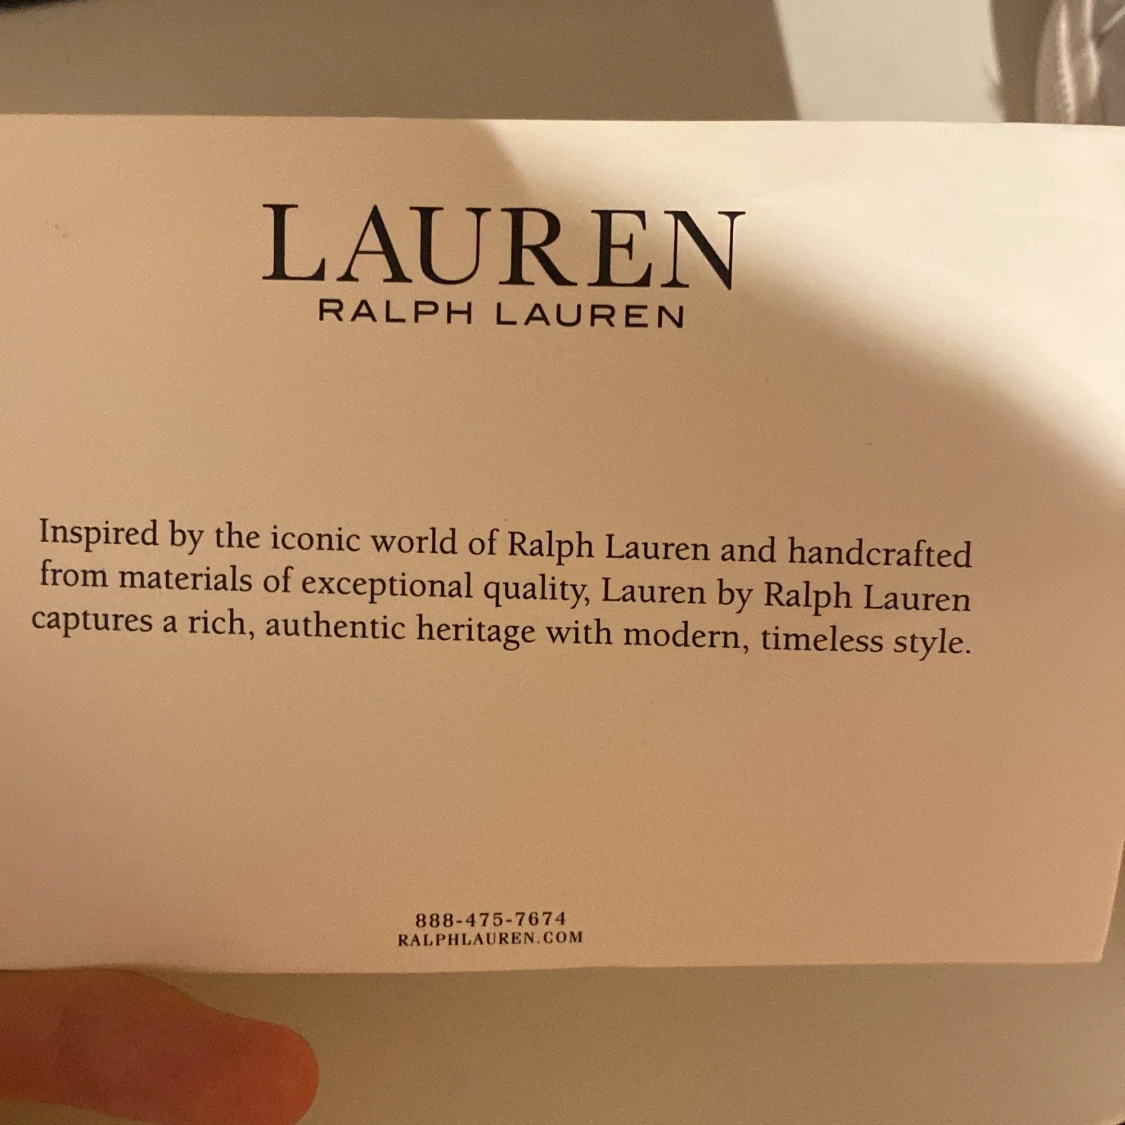 LAUREN
RALPH LAUREN
Inspired by the iconic world of Ralph Lauren and handcrafted
from materials of exceptional quality, Lauren by Ralph Lauren
captures a rich, authentic heritage with modern, timeless style.
888-475-7674
RALPHLAUREN.COM